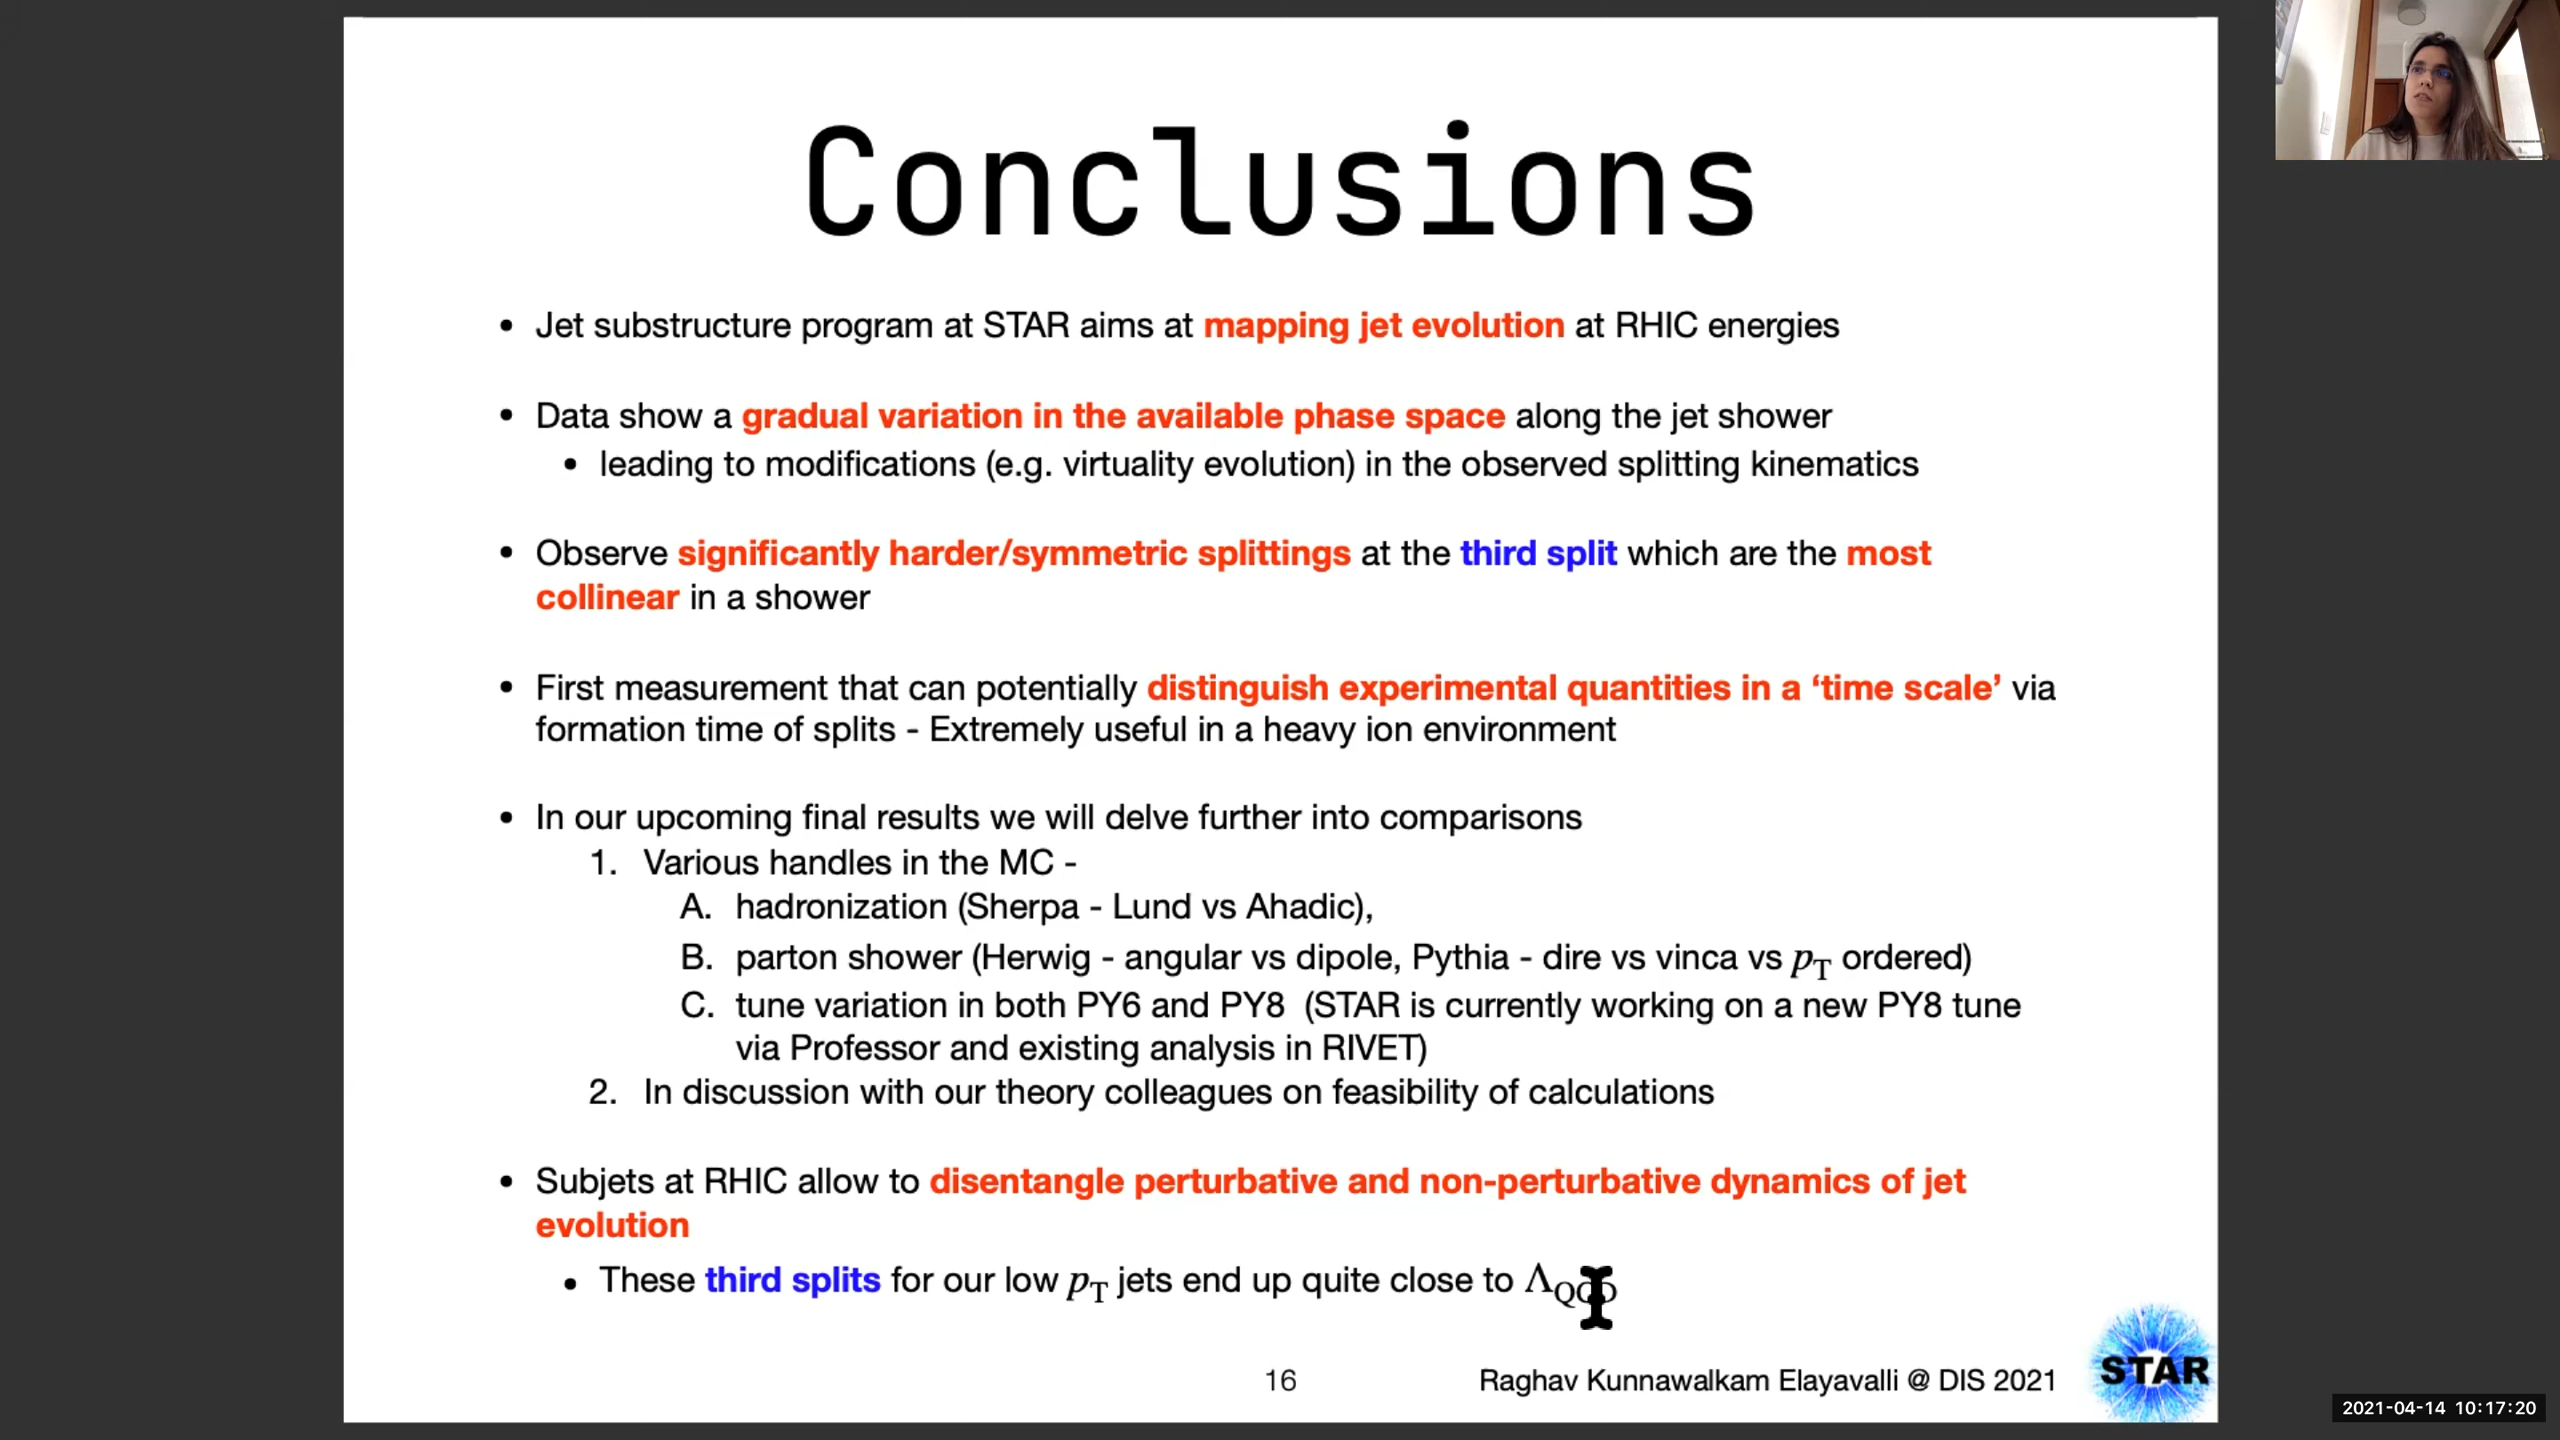 Conclusions
• Jet substructure program at STAR aims at mapping jet evolution at RHIC energies
• Data show a gradual variation in the available phase space along the jet shower
• leading to modifications (e.g. virtuality evolution) in the observed splitting kinematics
• Observe significantly harder/symmetric splittings at the third split which are the most
collinear in a shower
• First measurement that can potentially distinguish experimental quantities in a ‘time scale’ via
formation time of splits - Extremely useful in a heavy ion environment
• In our upcoming final results we will delve further into comparisons
1. Various handles in the MC -
A. hadronization (Sherpa - Lund vs Ahadic),
B. parton shower (Herwig - angular vs dipole, Pythia - dire vs vinca vs pT ordered)
C. tune variation in both PY6 and PY8 (STAR is currently working on a new PY8 tune
via Professor and existing analysis in RIVET)
2. In discussion with our theory colleagues on feasibility of calculations
• Subjets at RHIC allow to disentangle perturbative and non-perturbative dynamics of jet
evolution
• These third splits for our low pT jets end up quite close to ΛQCD
16
Raghav Kunnawalkam Elayavalli @ DIS 2021
STAR
2021-04-14 10:17:20